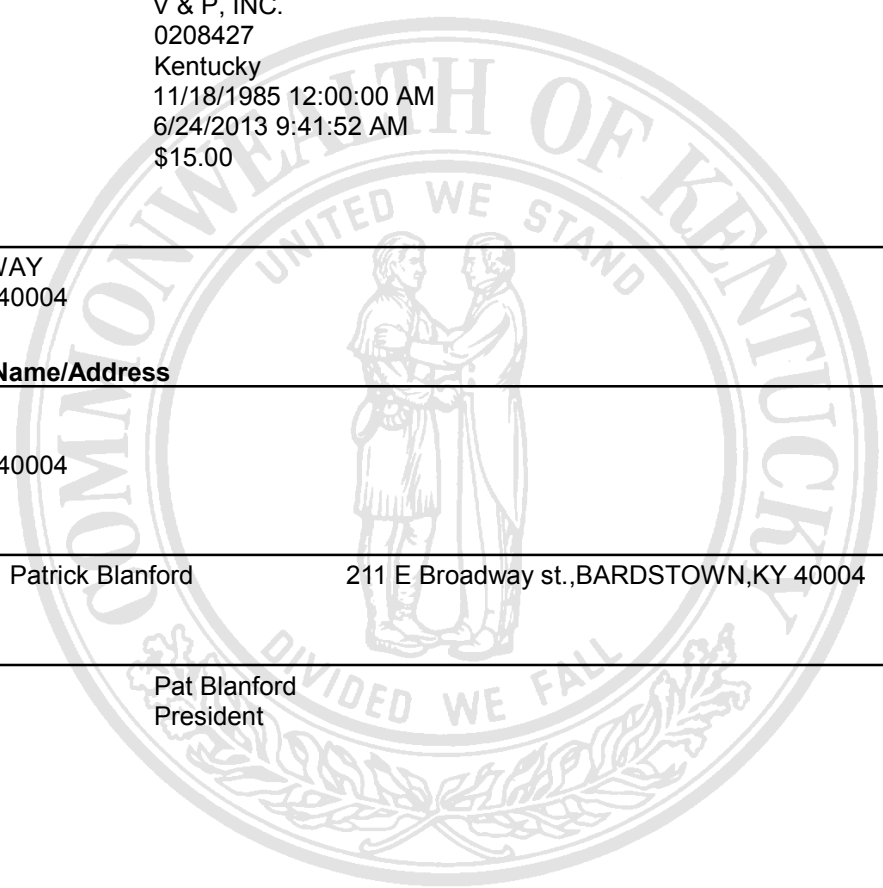 V & P, INC.
0208427
Kentucky
11/18/1985 12:00:00 AM
6/24/2013 9:41:52 AM
$15.00
WAY
40004
Name/Address
40004
Patrick Blanford 211 E Broadway st.,BARDSTOWN,KY 40004
Pat Blanford
President
COMMONWEALTH OF KENTUCKY
UNITED WE STAND
DIVIDED WE FALL